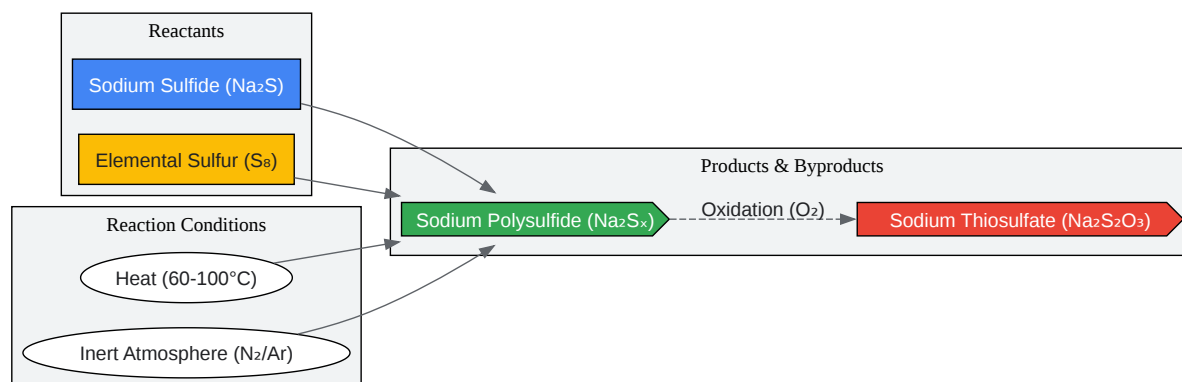 Reactants
Sodium Sulfide (Na₂S)
Elemental Sulfur (S₈)
Reaction Conditions
Heat (60-100°C)
Inert Atmosphere (N₂/Ar)
Products & Byproducts
Sodium Polysulfide (Na₂Sₓ)
Oxidation (O₂)
Sodium Thiosulfate (Na₂S₂O₃)